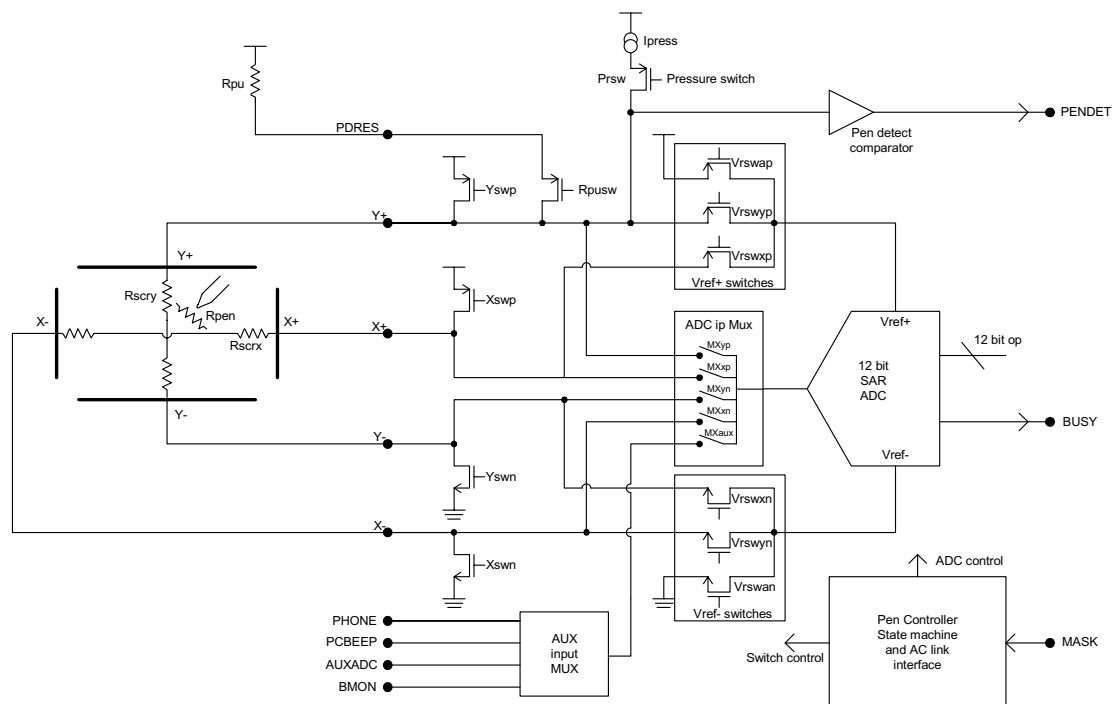 Ipress
Rpu
Prsw
Pressure switch
PDRES
PENDET
Pen detect
comparator
Yswp
Rpusw
Vrswap
Vrswyp
Vrswxp
Vref+ switches
Y+
Y+
Rscry
Rpen
X-
X+
Rscrx
Y-
Xswp
X+
ADC ip Mux
MXyp
MXxp
MXyn
MXxn
MXaux
Vref+
12 bit
SAR
ADC
Vref-
12 bit op
BUSY
Y-
Yswn
X-
Xswn
Vrswxn
Vrswyn
Vrswan
Vref- switches
ADC control
Pen Controller
State machine
and AC link
interface
Switch control
MASK
PHONE
PCBEEP
AUXADC
BMON
AUX
input
MUX